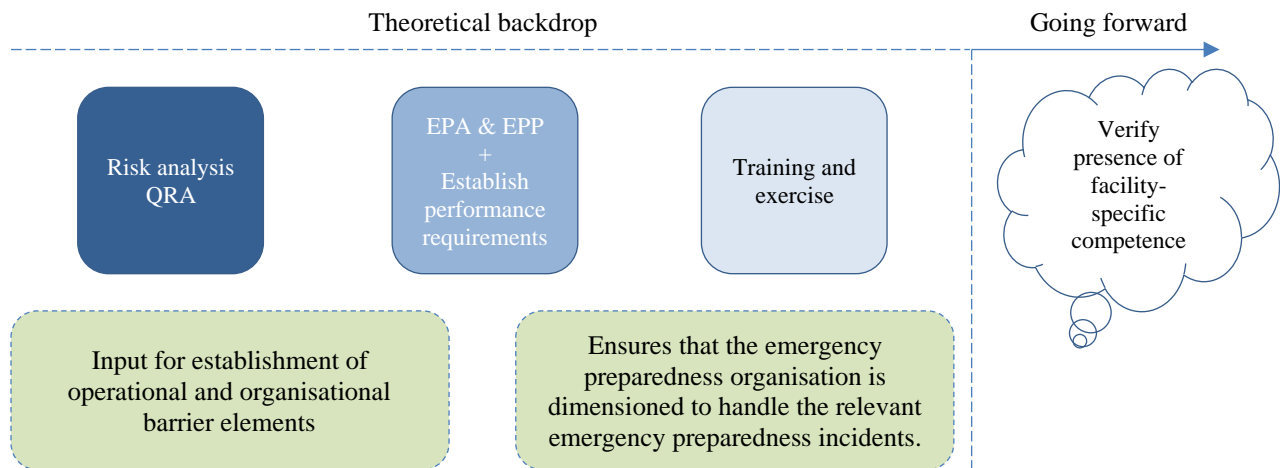 Theoretical backdrop
Going forward
Risk analysis
QRA
EPA & EPP
+
Establish
performance
requirements
Training and
exercise
Verify
presence of
facility-
specific
competence
Input for establishment of
operational and organisational
barrier elements
Ensures that the emergency
preparedness organisation is
dimensioned to handle the relevant
emergency preparedness incidents.